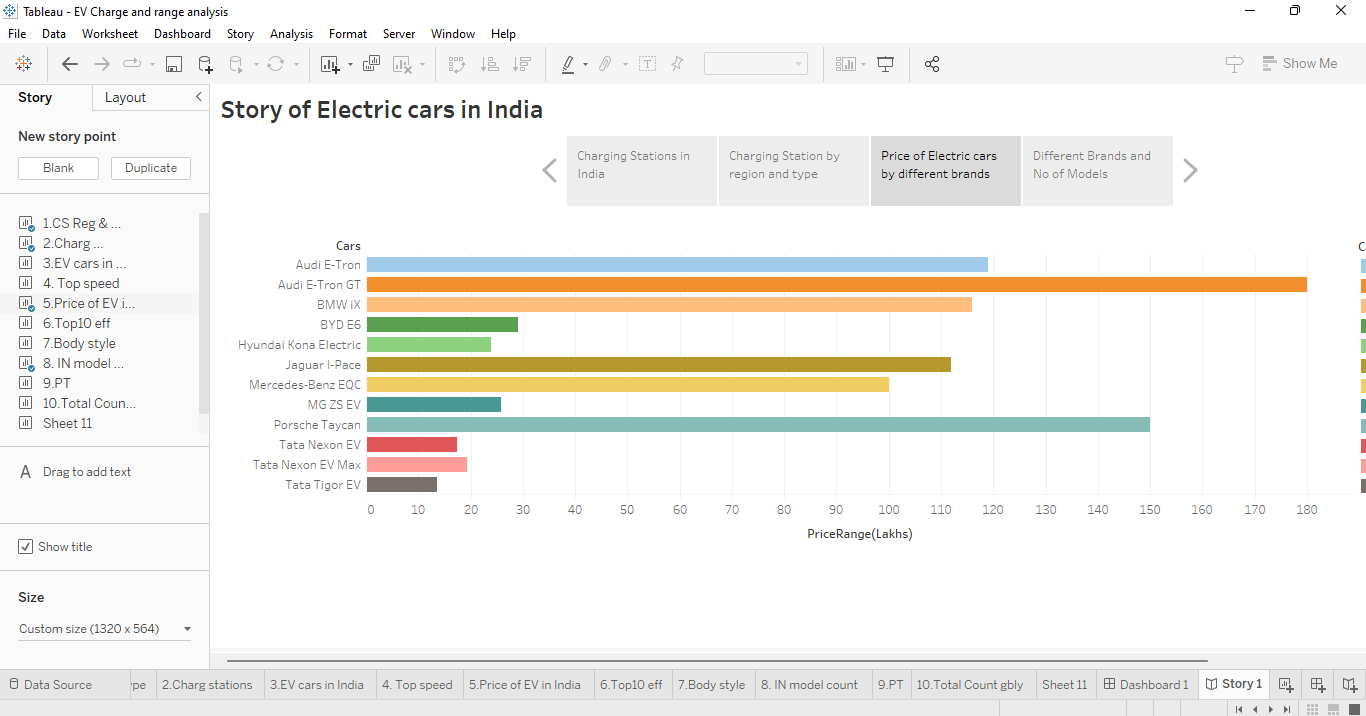 Tableau - EV Charge and range analysis
File Data Worksheet Dashboard Story Analysis Format Server Window Help
Show Me
Story Layout
New story point
Blank Duplicate
1.CS Reg & ...
2.Charg ...
3.EV cars in ...
4. Top speed
5.Price of EV i...
6.Top10 eff
7.Body style
8. IN model ...
9.PT
10.Total Coun...
Sheet 11
A Drag to add text
Show title
Size
Custom size (1320 x 564)
Story of Electric cars in India
Charging Stations in
India
Charging Station by
region and type
Price of Electric cars
by different brands
Different Brands and
No of Models
Cars
Audi E-Tron
Audi E-Tron GT
BMW iX
BYD E6
Hyundai Kona Electric
Jaguar I-Pace
Mercedes-Benz EQC
MG ZS EV
Porsche Taycan
Tata Nexon EV
Tata Nexon EV Max
Tata Tigor EV
0 10 20 30 40 50 60 70 80 90 100 110 120 130 140 150 160 170 180
PriceRange(Lakhs)
C
Data Source pe 2.Charg stations 3.EV cars in India 4. Top speed 5.Price of EV in India 6.Top10 eff 7.Body style 8. IN model count 9.PT 10.Total Count gbly Sheet 11 Dashboard 1 Story 1